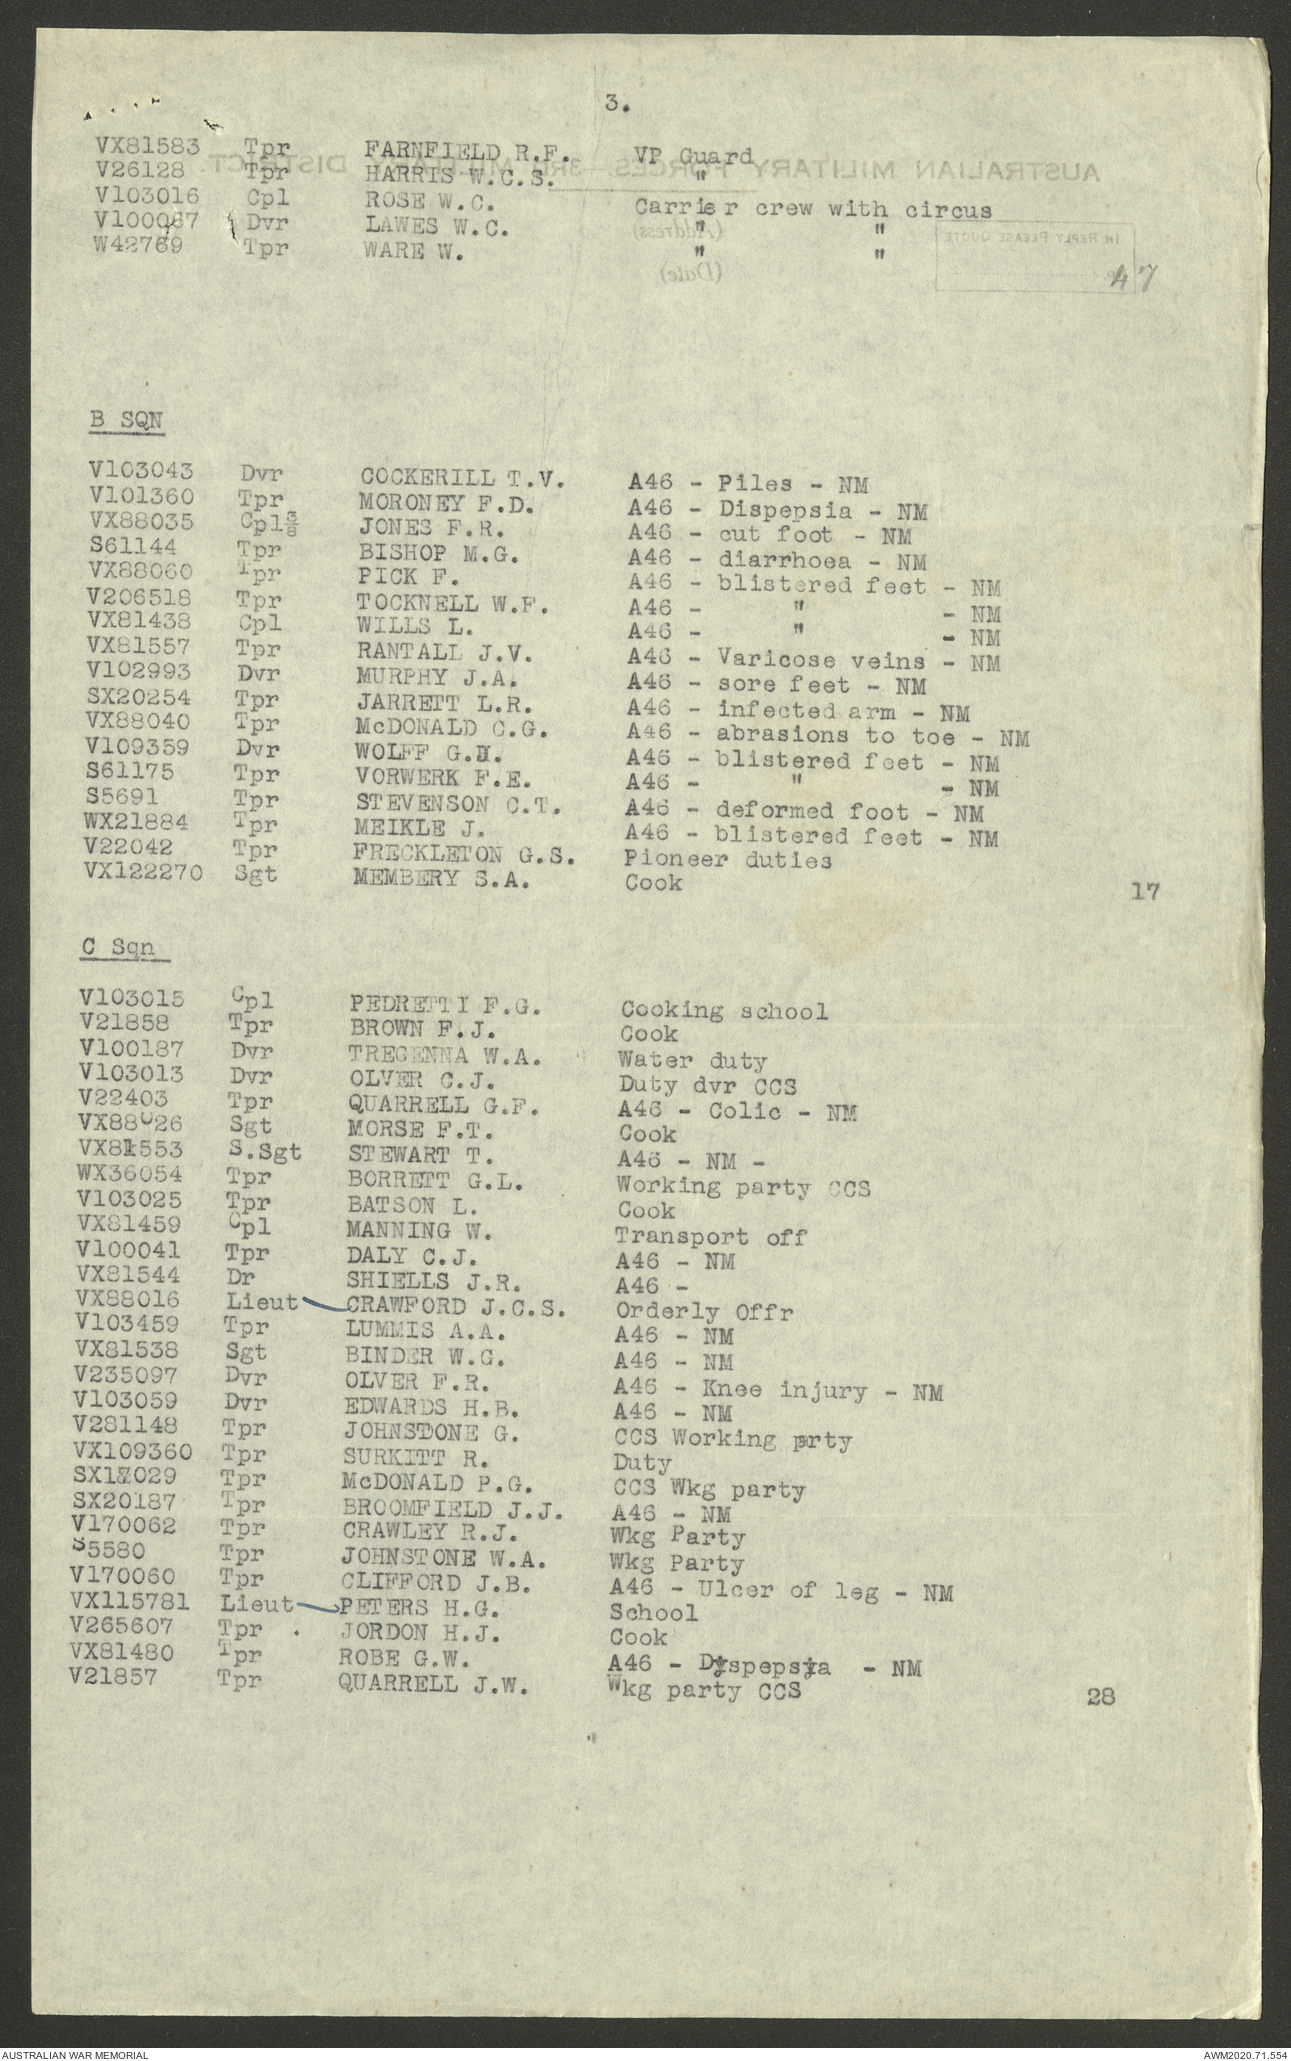 3.
VX81583 Tpr FARNFIELD R.F. VP Guard
V26128 Tpr HARRIS W.C.S. "
V103016 Cpl ROSE W.C. Carrier crew with circus
V100087 Dvr LAWES W.C. " "
W42769 Tpr WARE W. " "
47
B SQN
V103043 Dvr COCKERILL T.V. A46 - Piles - NM
V101360 Tpr MORONEY F.D. A46 - Dispepsia - NM
VX88035 Cpl JONES F.R. A46 - cut foot - NM
S61144 Tpr BISHOP M.G. A46 - diarrhoea - NM
VX88060 Tpr PICK F. A46 - blistered feet - NM
V206518 Tpr TOCKNELL W.F. A46 - " - NM
VX81438 Cpl WILLS L. A46 - " - NM
VX81557 Tpr RANTALL J.V. A46 - Varicose veins - NM
V102993 Dvr MURPHY J.A. A46 - sore feet - NM
SX20254 Tpr JARRETT L.R. A46 - infected arm - NM
VX88040 Tpr McDONALD C.G. A46 - abrasions to toe - NM
V109359 Dvr WOLFF G.H. A46 - blistered feet - NM
S61175 Tpr VORWERK F.E. A46 - " - NM
S5691 Tpr STEVENSON C.T. A46 - deformed foot - NM
WX21884 Tpr MEIKLE J. A46 - blistered feet - NM
V22042 Tpr FRECKLETON G.S. Pioneer duties
VX122270 Sgt MEMBERY S.A. Cook
17
C Sqn
V103015 Cpl PEDRETTI F.G. Cooking school
V21858 Tpr BROWN F.J. Cook
V100187 Dvr TREGENNA W.A. Water duty
V103013 Dvr OLVER C.J. Duty dvr CCS
V22403 Tpr QUARRELL G.F. A46 - Colic - NM
VX88026 Sgt MORSE F.T. Cook
VX81553 S.Sgt STEWART T. A46 - NM -
WX36054 Tpr BORRETT G.L. Working party CCS
V103025 Tpr BATSON L. Cook
VX81459 Cpl MANNING W. Transport off
V100041 Tpr DALY C.J. A46 - NM
VX81544 Dr SHIELLS J.R. A46 -
VX88016 Lieut CRAWFORD J.C.S. Orderly Offr
V103459 Tpr LUMMIS A.A. A46 - NM
VX81538 Sgt BINDER W.G. A46 - NM
V235097 Dvr OLVER F.R. A46 - Knee injury - NM
V103059 Dvr EDWARDS H.B. A46 - NM
V281148 Tpr JOHNSTONE G. CCS Working prty
VX109360 Tpr SURKITT R. Duty
Tpr McDONALD P.G. CCS Wkg party
SX20187 Tpr BROOMFIELD J.J. A46 - NM
V170062 Tpr CRAWLEY R.J. Wkg Party
S5580 Tpr JOHNSTONE W.A. Wkg Party
V170060 Tpr CLIFFORD J.B. A46 - Ulcer of leg - NM
VX115781 Lieut PETERS H.G. School
V265607 Tpr . JORDON H.J. Cook
VX81480 Tpr ROBE G.W. A46 - Dyspepsia - NM
V21857 Tpr QUARRELL J.W. Wkg party CCS
28
AUSTRALIAN WAR MEMORIAL
AWM2020.71.554